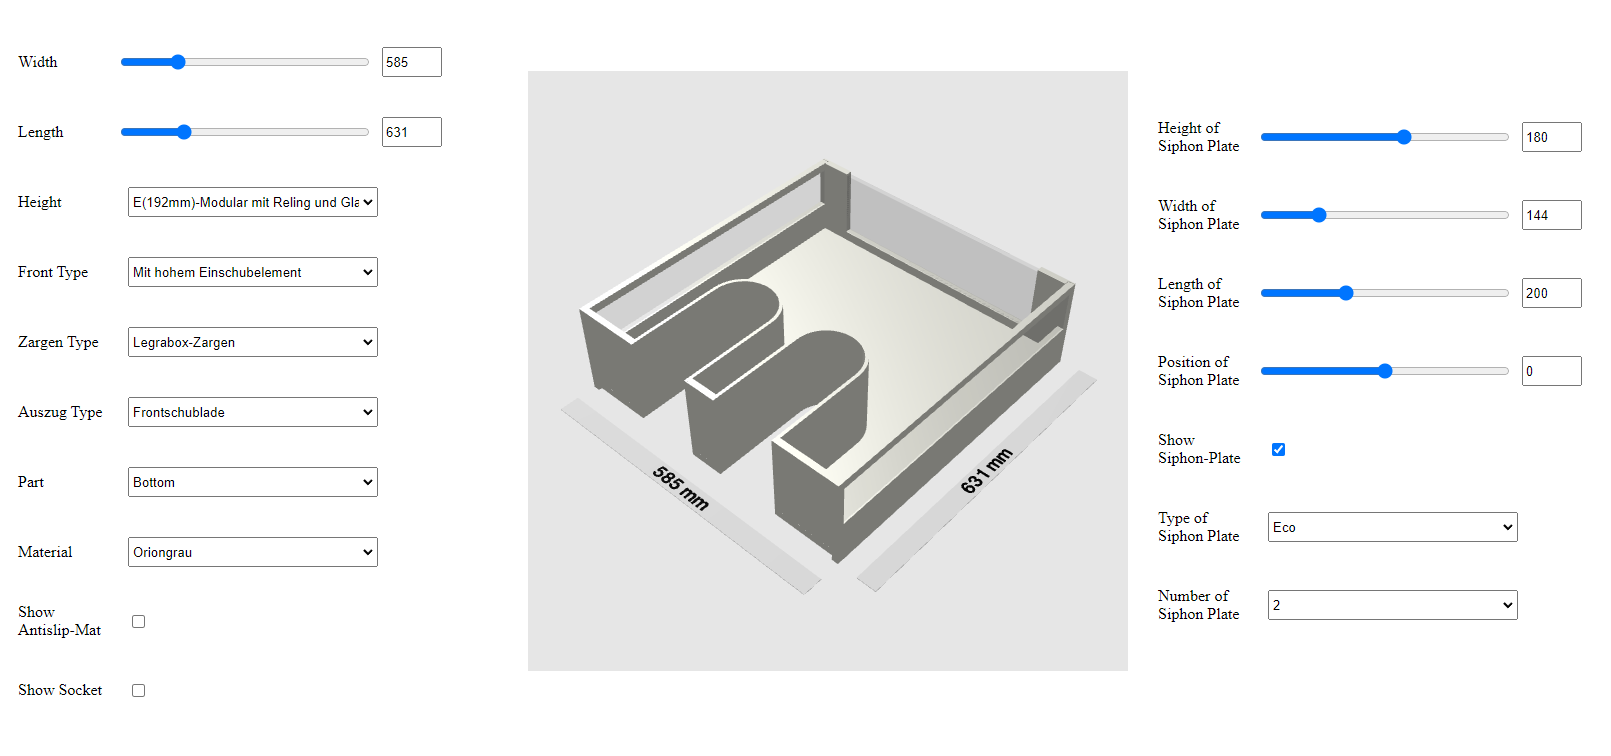 Width
585
Length
631
Height
E(192mm)-Modular mit Reling und Gla
Front Type
Mit hohem Einschubelement
Zargen Type
Legrabox-Zargen
Auszug Type
Frontschublade
Part
Bottom
Material
Oriongrau
Show
Antislip-Mat
Show Socket
585 mm
631 mm
Height of
Siphon Plate
180
Width of
Siphon Plate
144
Length of
Siphon Plate
200
Position of
Siphon Plate
0
Show
Siphon-Plate
Type of
Siphon Plate
Eco
Number of
Siphon Plate
2